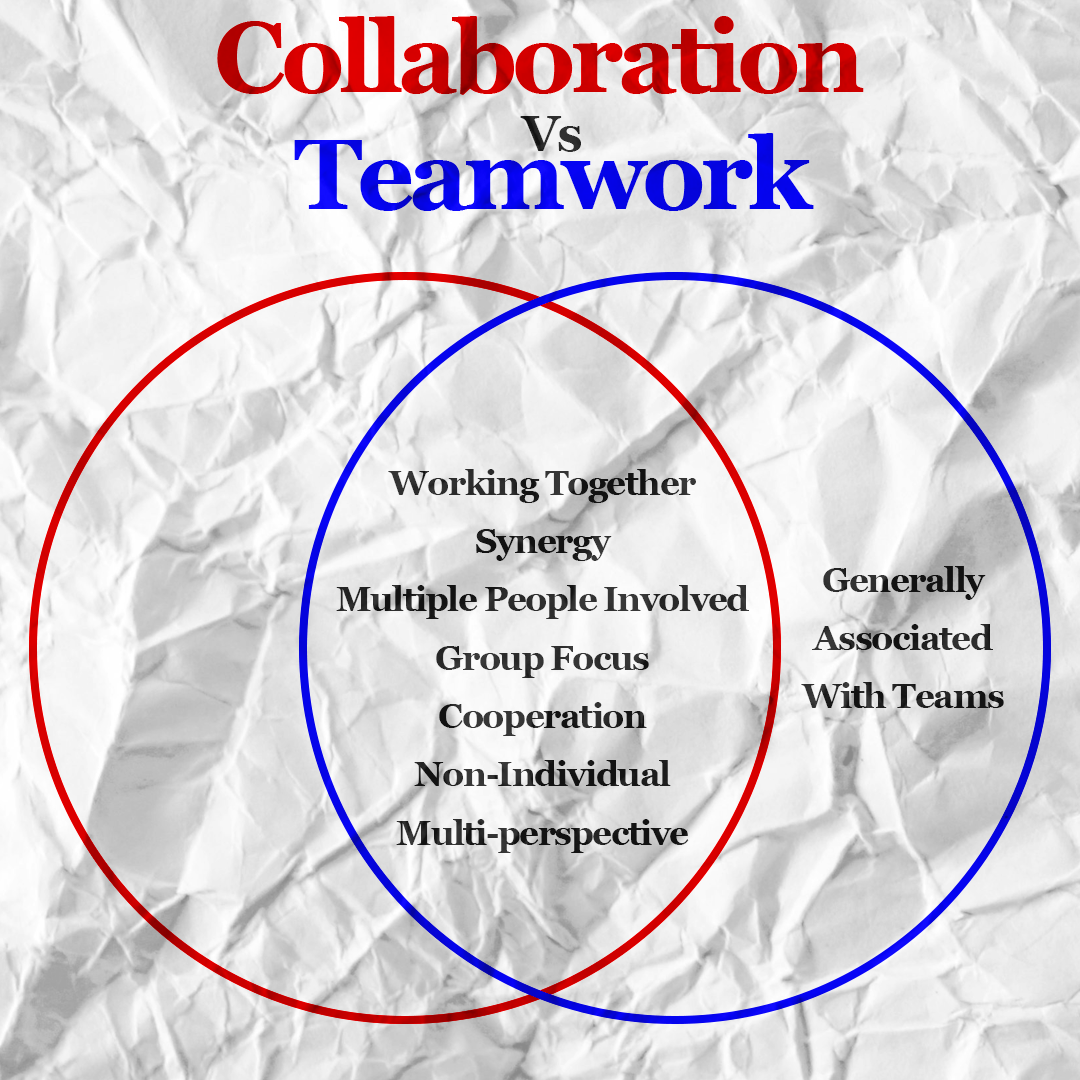 Collaboration
Vs
Teamwork
Working Together
Synergy
Multiple People Involved
Group Focus
Cooperation
Non-Individual
Multi-perspective
Generally
Associated
With Teams